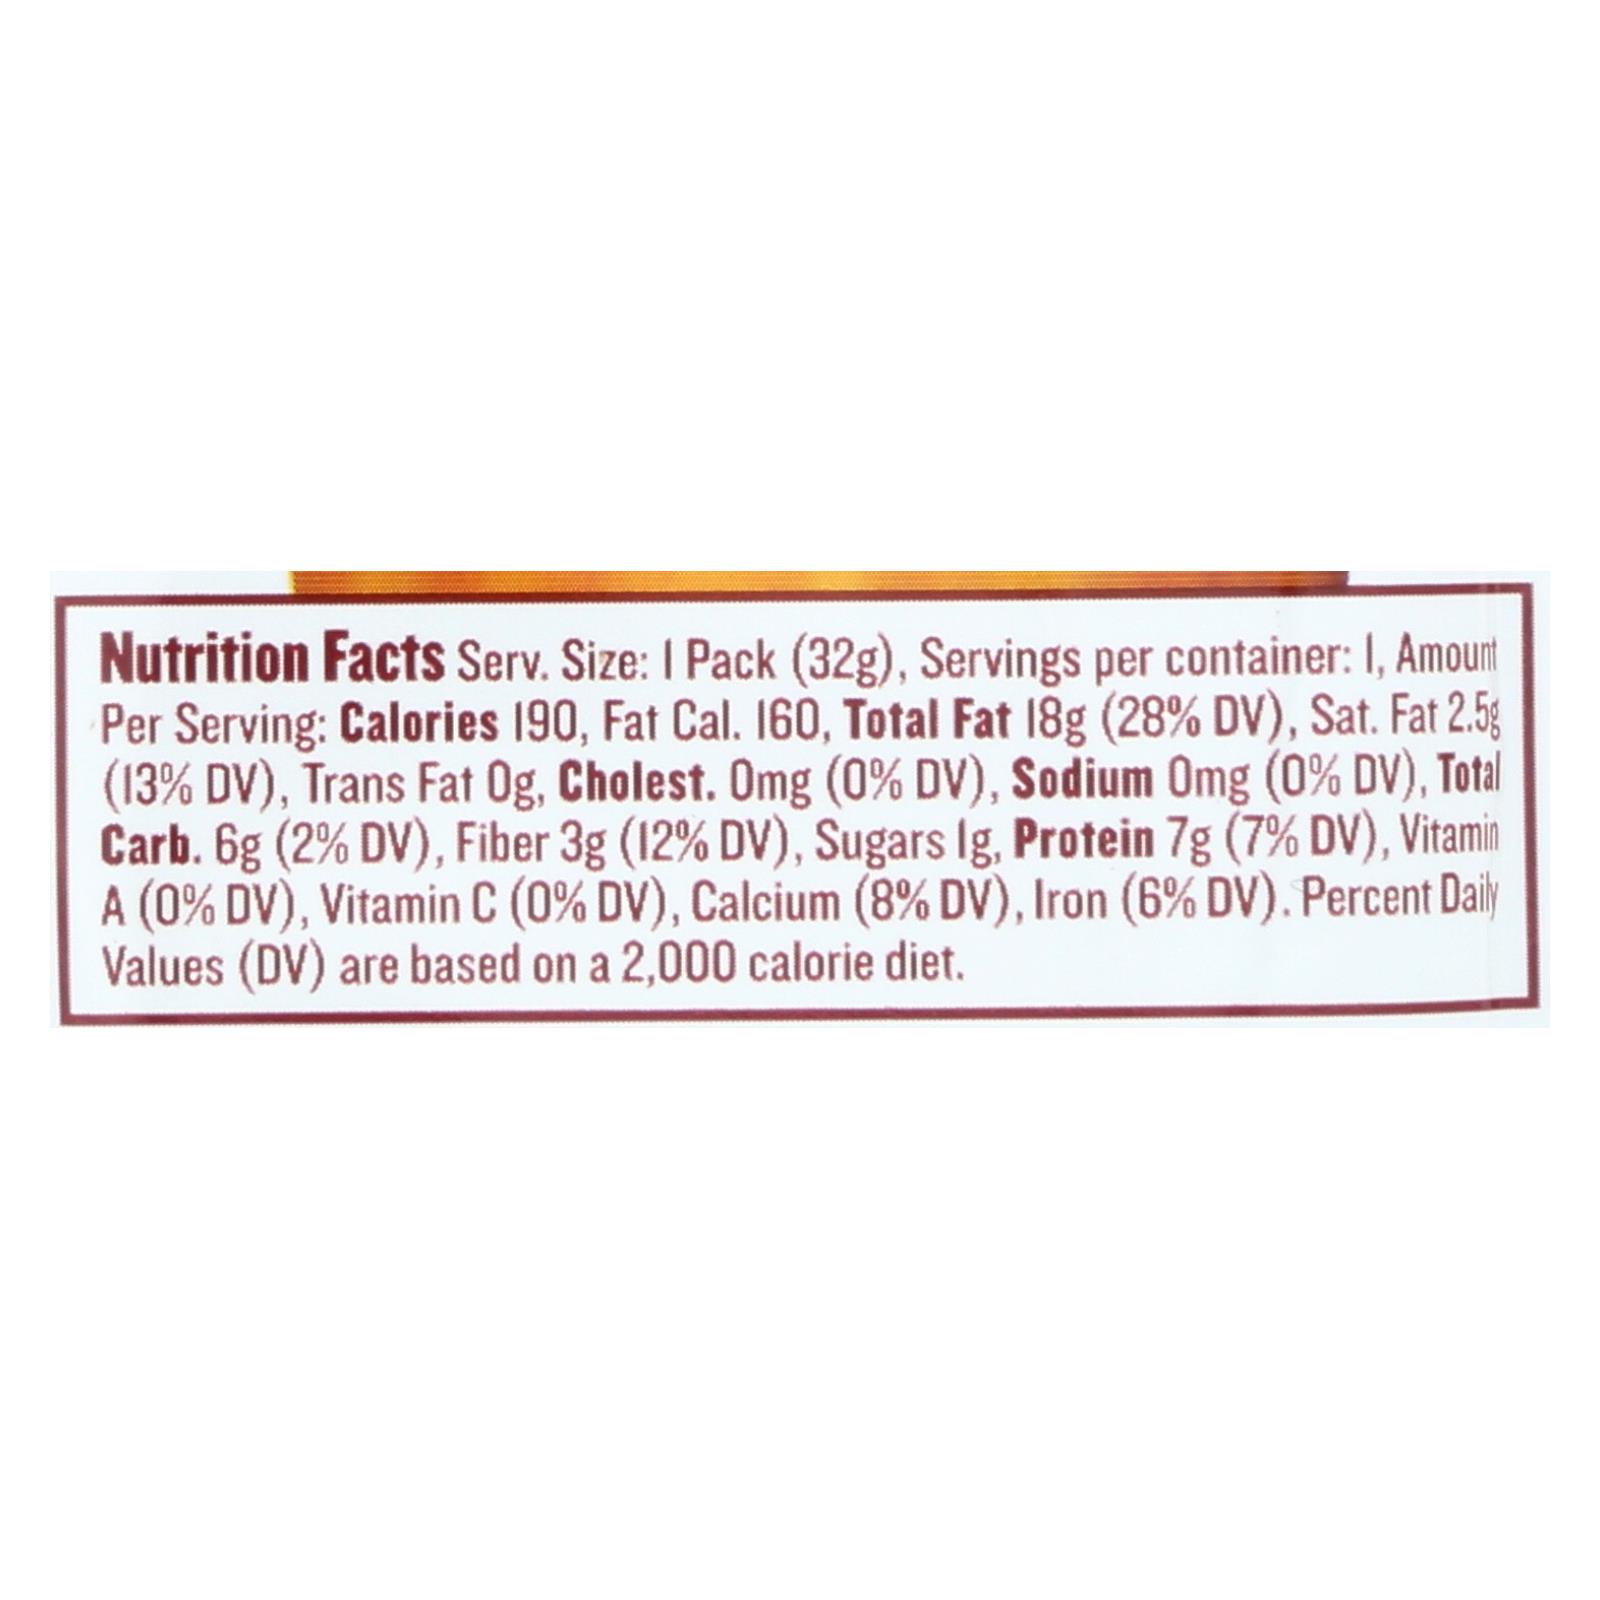 Nutrition Facts Serv. Size: 1 Pack (32g), Servings per container: 1, Amount
Per Serving: Calories 190, Fat Cal. 160, Total Fat 18g (28% DV), Sat. Fat 2.5g
(13% DV), Trans Fat 0g, Cholest. 0mg (0% DV), Sodium 0mg (0% DV), Total
Carb. 6g (2% DV), Fiber 3g (12% DV), Sugars 1g, Protein 7g (7% DV), Vitamin
A (0% DV), Vitamin C (0% DV), Calcium (8% DV), Iron (6% DV). Percent Daily
Values (DV) are based on a 2,000 calorie diet.